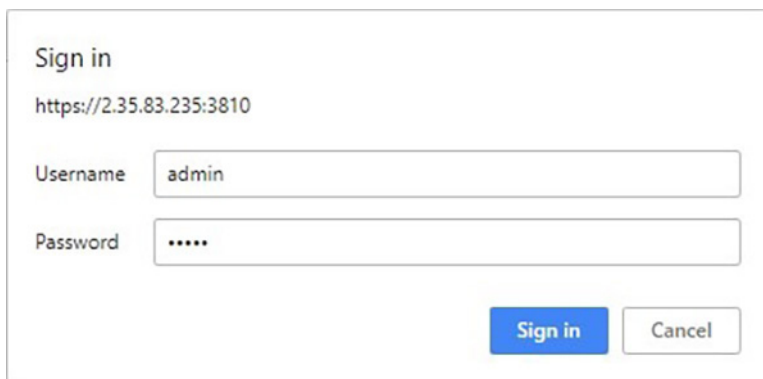 Sign in
https://2.35.83.235:3810
Username admin
Password •••••
Sign in Cancel